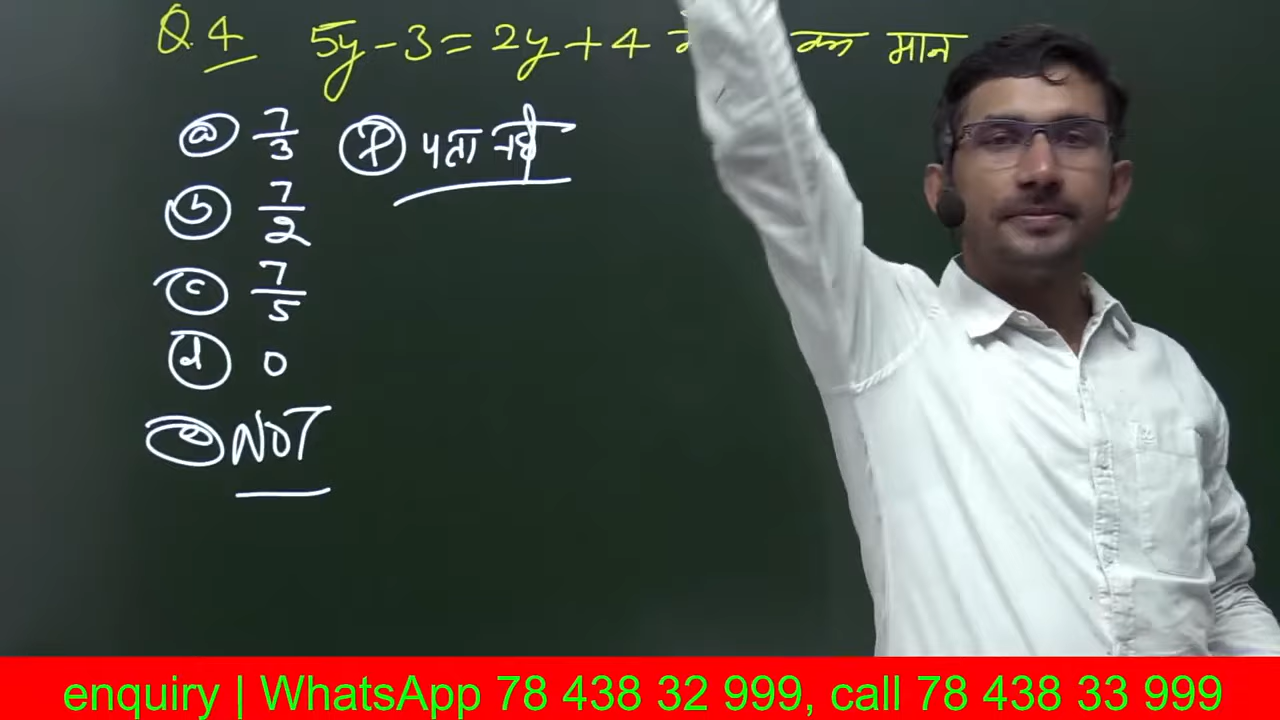 Q.4 5y-3=2y+4 का मान
(a) 7/3 (f) पता नहीं
(b) 7/2
(c) 7/5
(d) 0
(e) NOT
enquiry | WhatsApp 78 438 32 999, call 78 438 33 999